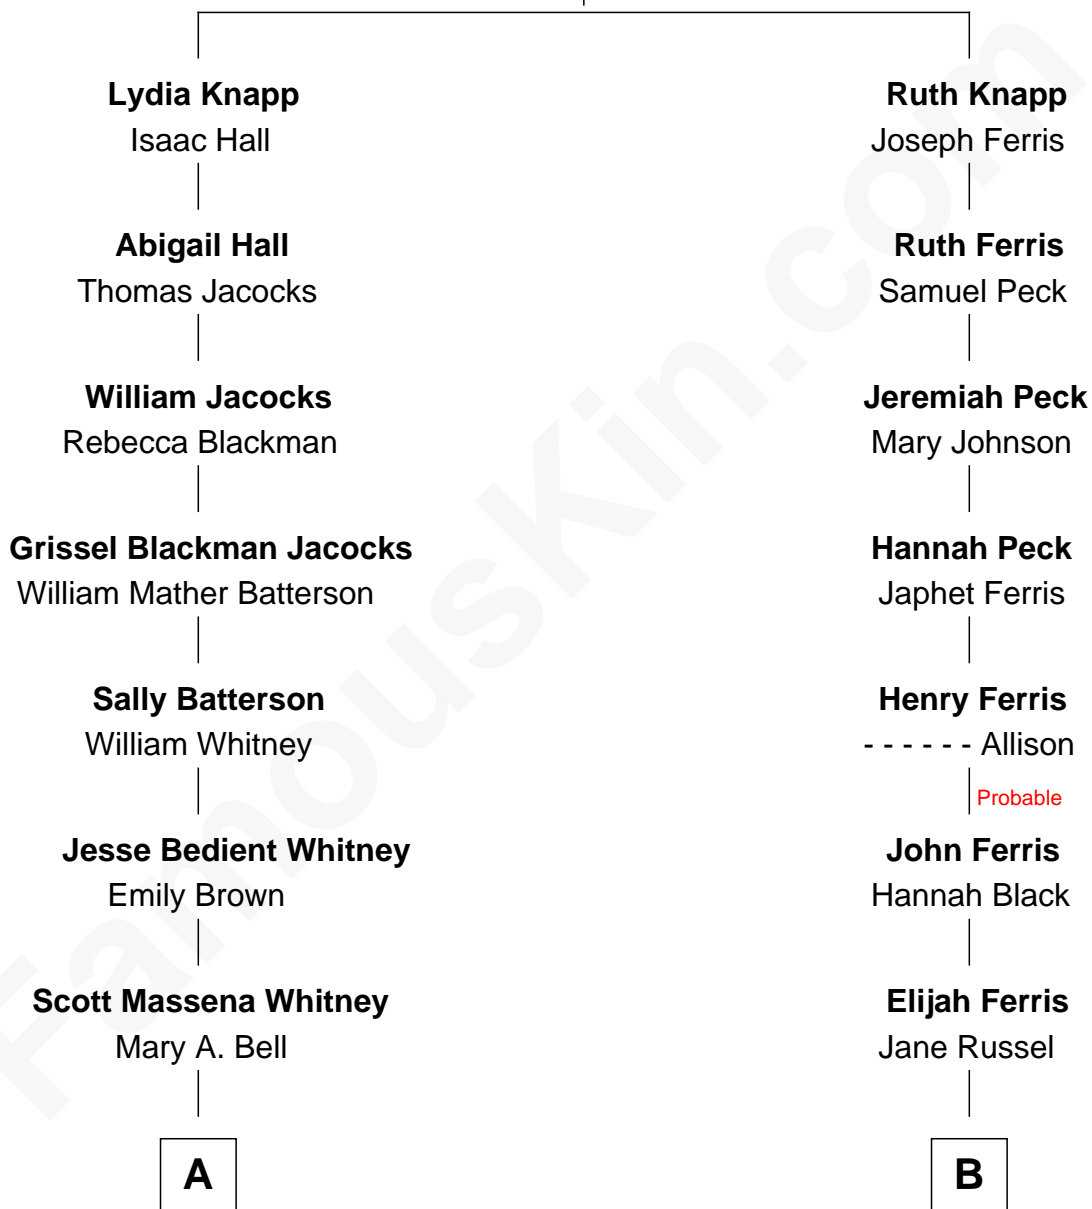 Lydia Knapp
Isaac Hall
Abigail Hall
Thomas Jacocks
William Jacocks
Rebecca Blackman
Grissel Blackman Jacocks
William Mather Batterson
Sally Batterson
William Whitney
Jesse Bedient Whitney
Emily Brown
Scott Massena Whitney
Mary A. Bell
A
Ruth Knapp
Joseph Ferris
Ruth Ferris
Samuel Peck
Jeremiah Peck
Mary Johnson
Hannah Peck
Japhet Ferris
Henry Ferris
- - - - - - Allison
Probable
John Ferris
Hannah Black
Elijah Ferris
Jane Russel
B
FamousKin.com